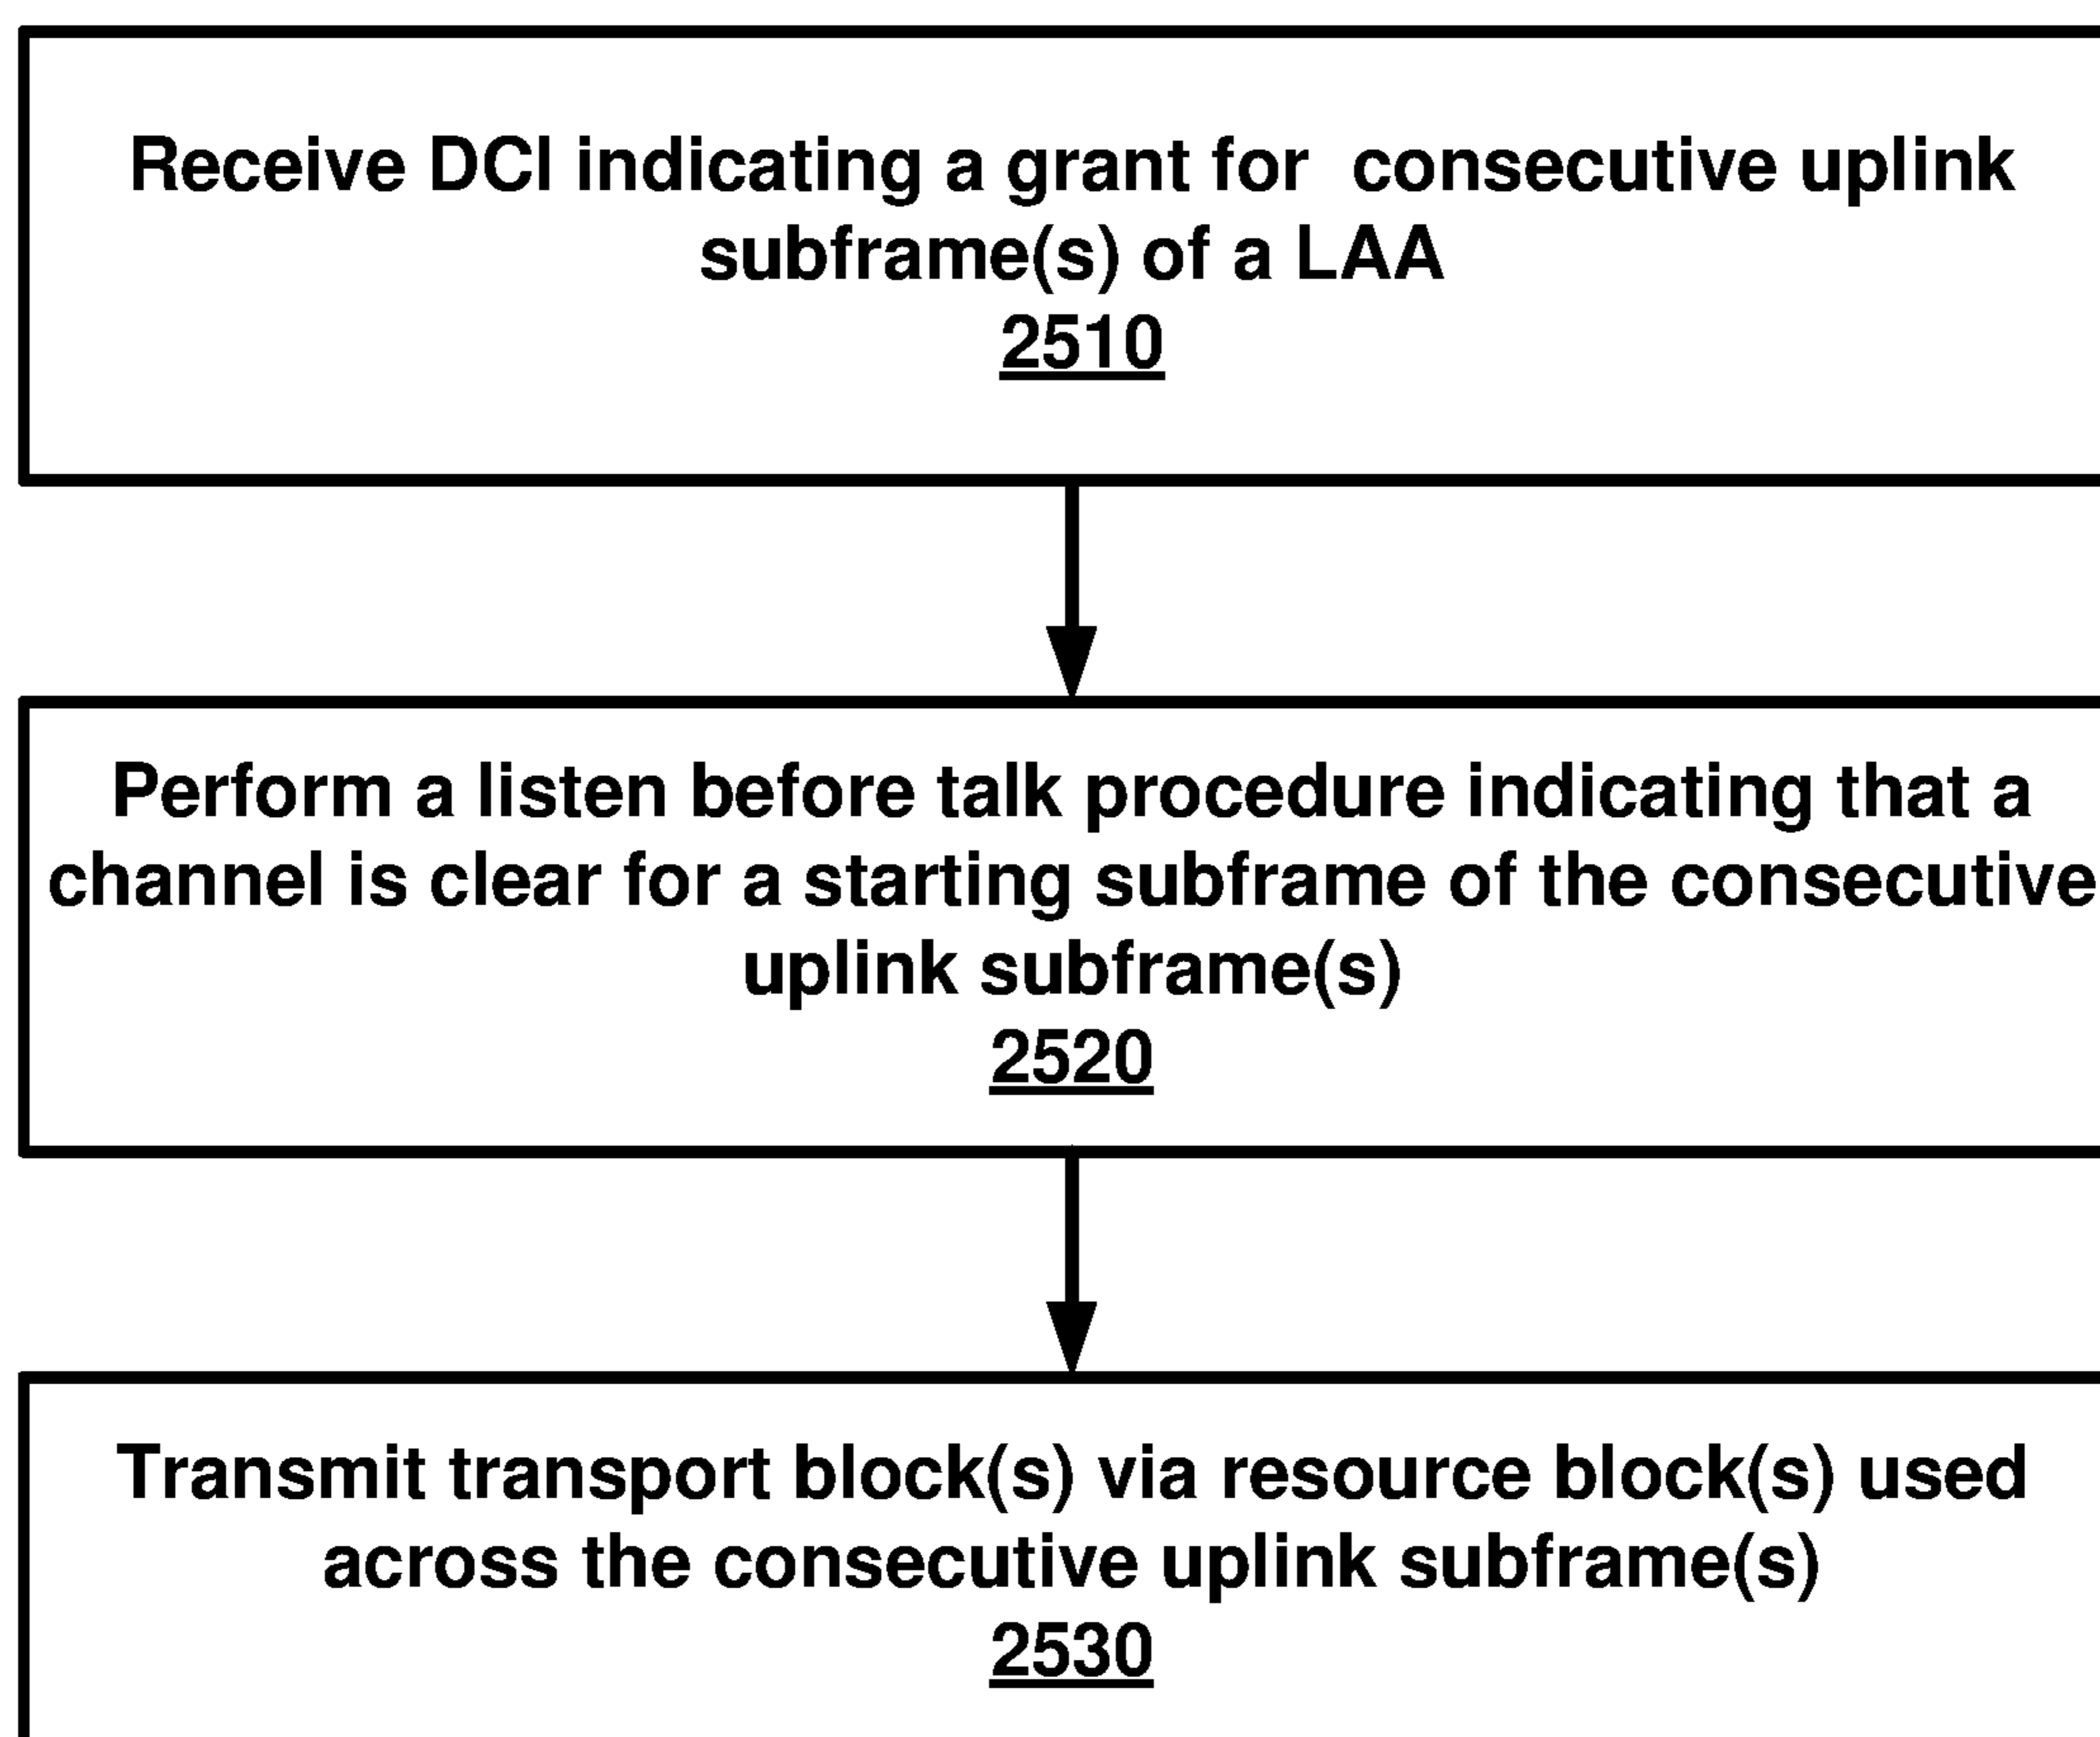 Receive DCI indicating a grant for consecutive uplink
subframe(s) of a LAA
2510
Perform a listen before talk procedure indicating that a
channel is clear for a starting subframe of the consecutive
uplink subframe(s)
2520
Transmit transport block(s) via resource block(s) used
across the consecutive uplink subframe(s)
2530